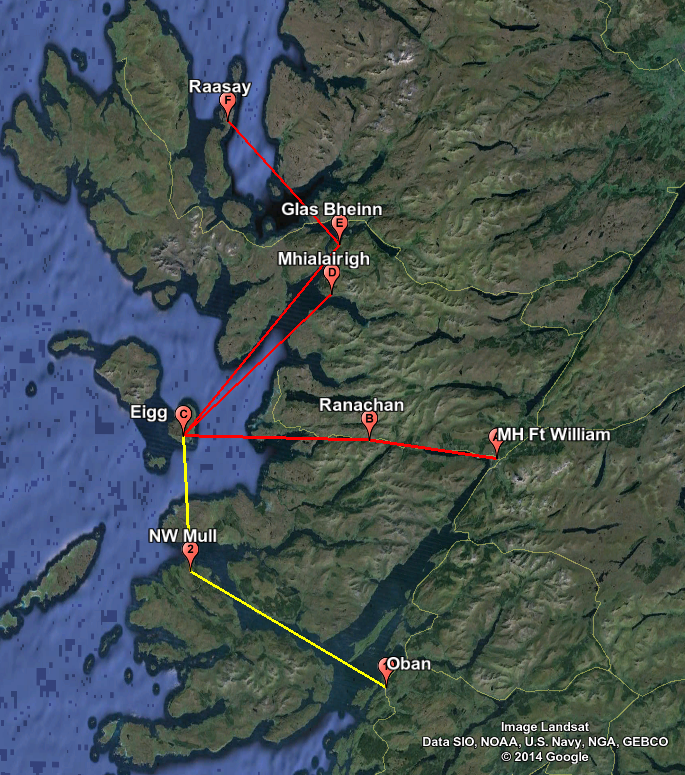 Raasay
F
Glas Bheinn
E
Mhialairigh
D
Eigg
C
Ranachan
B
MH Ft William
NW Mull
2
Oban
Image Landsat
Data SIO, NOAA, U.S. Navy, NGA, GEBCO
© 2014 Google